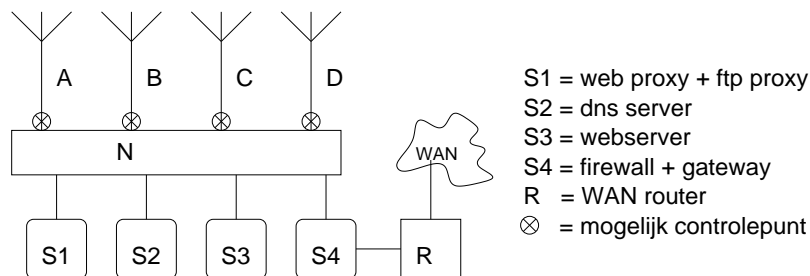 A B C D
N
WAN
S1 S2 S3 S4 R
S1 = web proxy + ftp proxy
S2 = dns server
S3 = webserver
S4 = firewall + gateway
R = WAN router
⊗ = mogelijk controlepunt